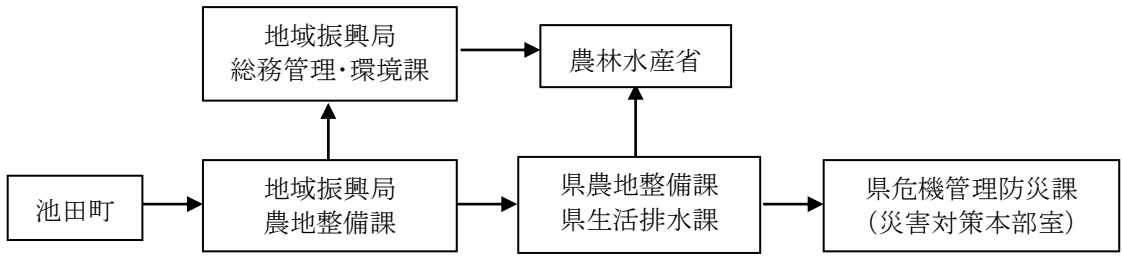 地域振興局
総務管理・環境課
農林水産省
池田町
地域振興局
農地整備課
県農地整備課
県生活排水課
県危機管理防災課
（災害対策本部室）